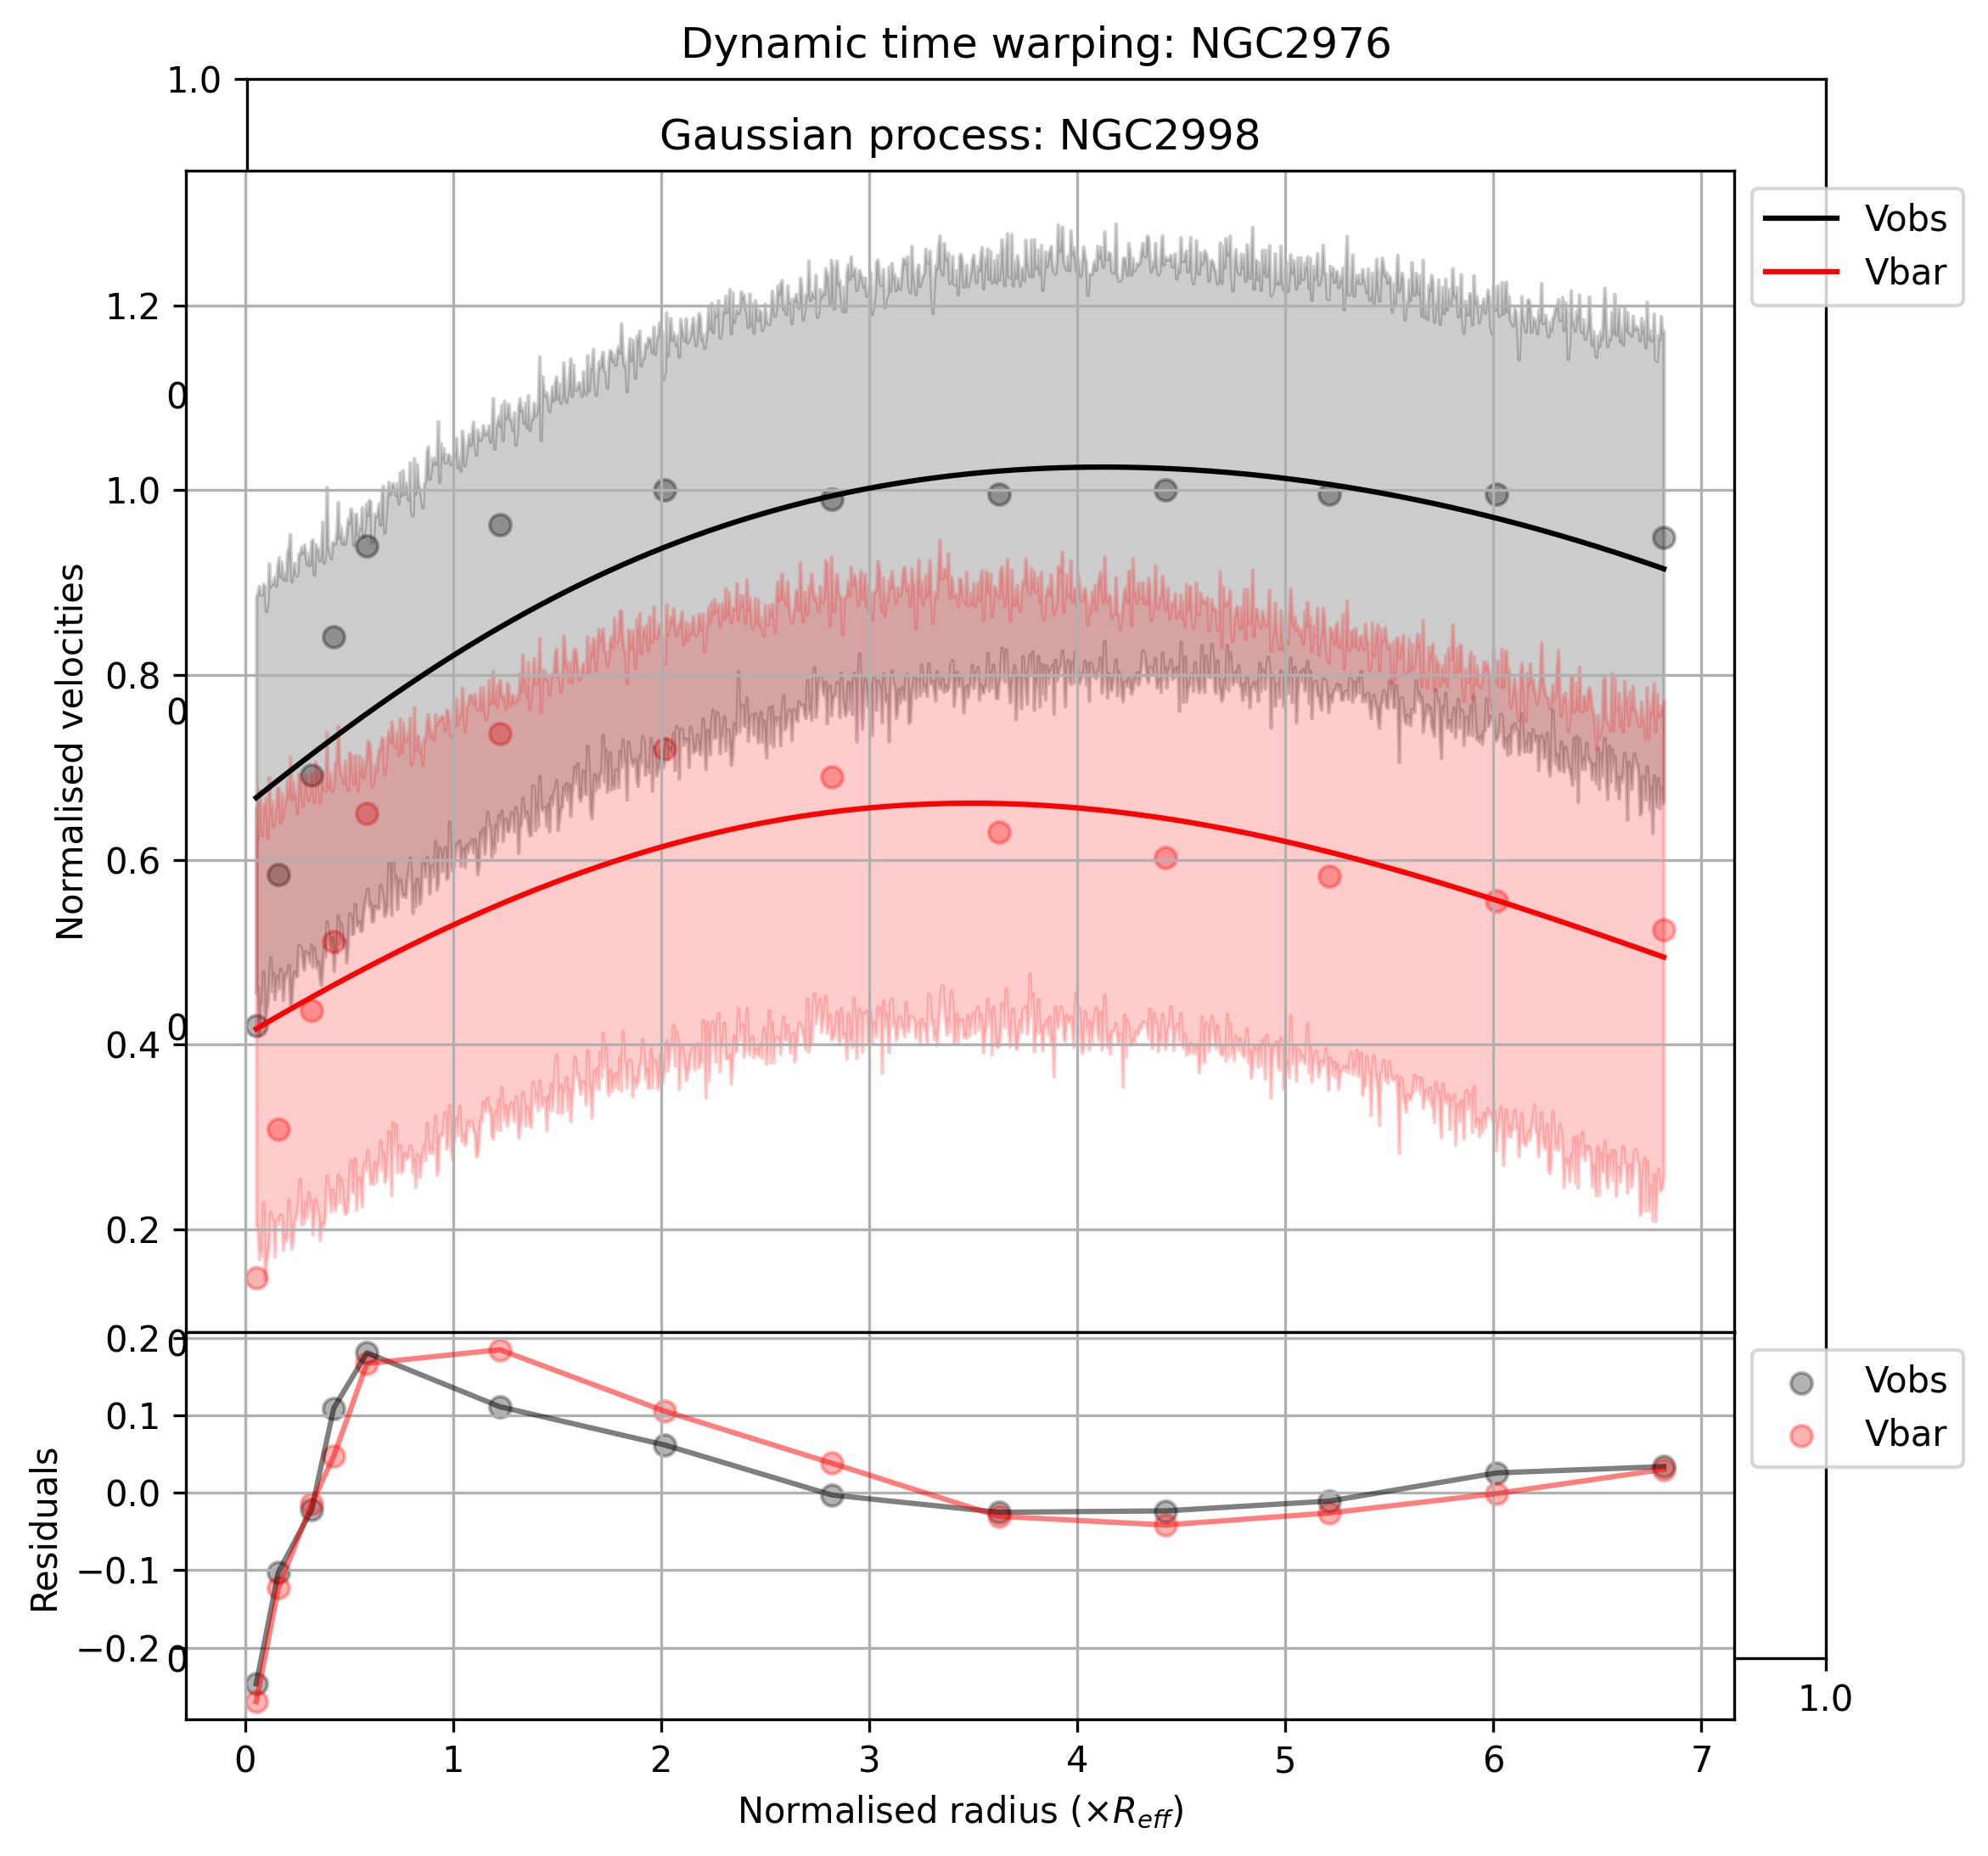 Dynamic time warping: NGC2976
1.0
Gaussian process: NGC2998
Vobs
Vbar
1.2
0
1.0
Normalised velocities
0.8
0
0.6
0
0.4
0.2
0.2
0
Vobs
0.1
Vbar
Residuals
0.0
−0.1
−0.2
0
1.0
0 1 2 3 4 5 6 7
Normalised radius (×R_eff)